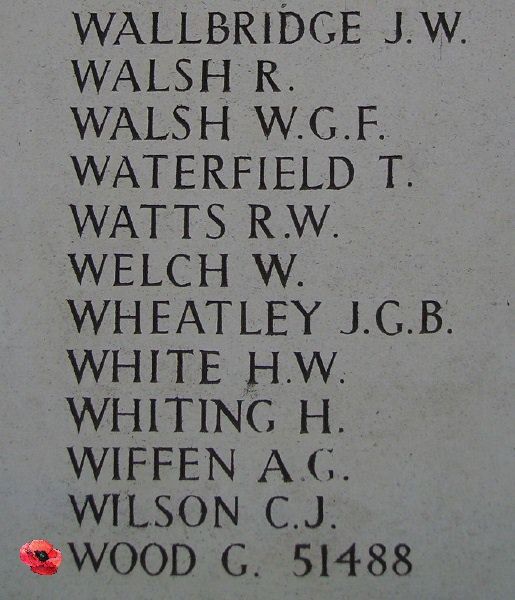 WALLBRIDGE J.W.
WALSH R.
WALSH W.G.F.
WATERFIELD T.
WATTS R.W.
WELCH W.
WHEATLEY J.G.B.
WHITE H.W.
WHITING H.
WIFFEN A.G.
WILSON C.J.
WOOD G. 51488